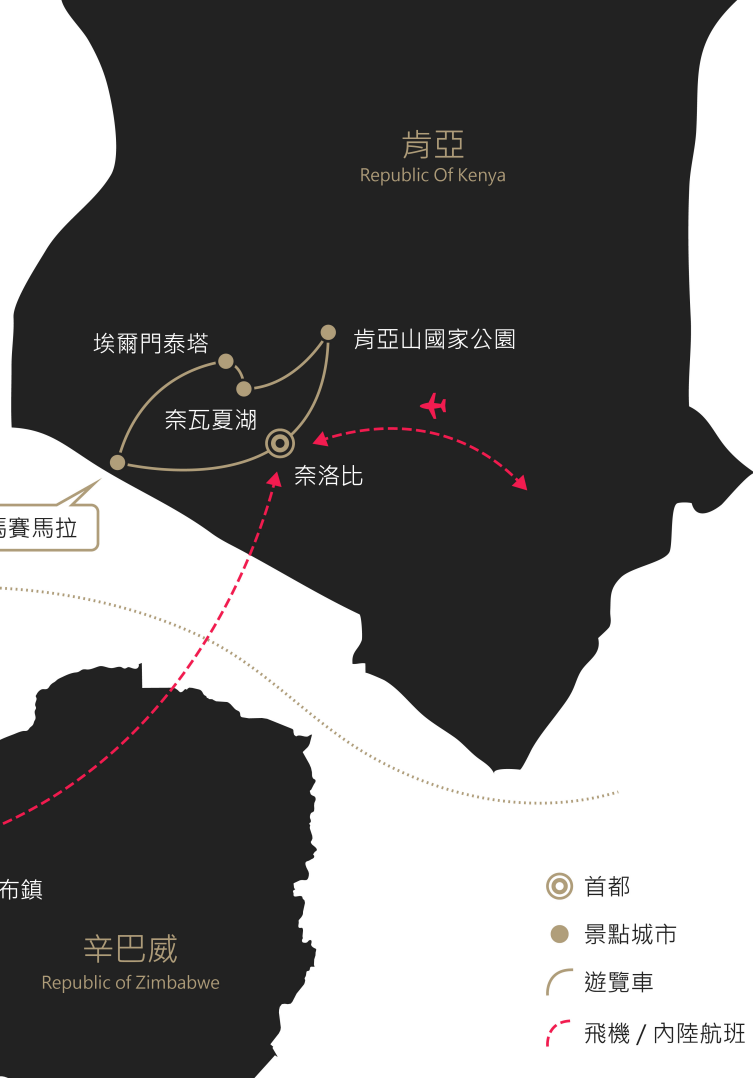 肯亞
Republic Of Kenya
肯亞山國家公園
埃爾門泰塔
奈瓦夏湖
奈洛比
馬賽馬拉
布鎮
辛巴威
Republic of Zimbabwe
首都
景點城市
遊覽車
飛機 / 內陸航班